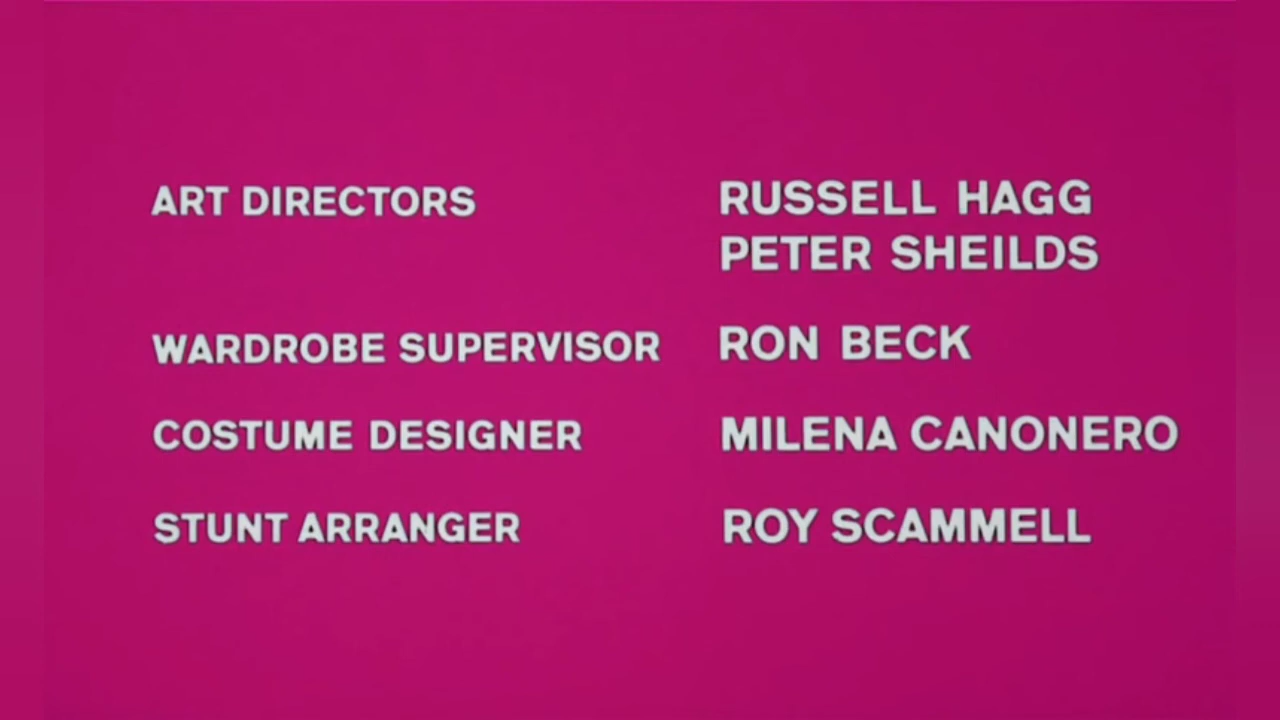 ART DIRECTORS RUSSELL HAGG
PETER SHEILDS
WARDROBE SUPERVISOR RON BECK
COSTUME DESIGNER MILENA CANONERO
STUNT ARRANGER ROY SCAMMELL